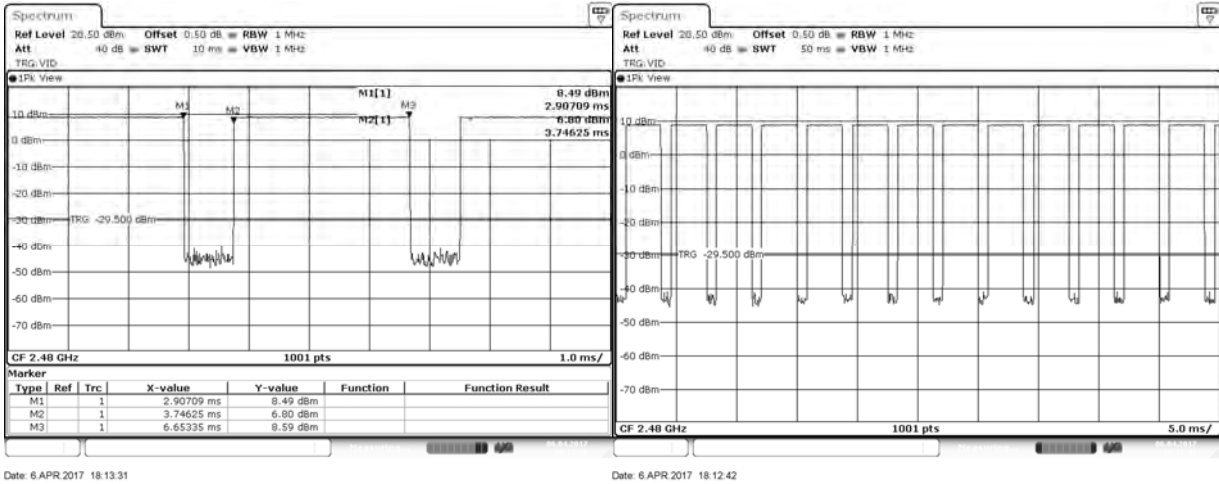 Spectrum
Ref Level 20.50 dBm Offset 0.50 dB RBW 1 MHz
Att 40 dB SWT 10 ms VBW 1 MHz
TRG:VID
1Pk View
M1[1] 8.49 dBm
2.90709 ms
M2[1] 6.80 dBm
3.74625 ms
M1
M2
M3
10 dBm
0 dBm
-10 dBm
-20 dBm
-30 dBm
TRG -29.500 dBm
-40 dBm
-50 dBm
-60 dBm
-70 dBm
CF 2.48 GHz 1001 pts 1.0 ms/
Marker
Type Ref Trc X-value Y-value Function Function Result
M1 1 2.90709 ms 8.49 dBm
M2 1 3.74625 ms 6.80 dBm
M3 1 6.65335 ms 8.59 dBm
Date: 6.APR.2017 18:13:31
Spectrum
Ref Level 20.50 dBm Offset 0.50 dB RBW 1 MHz
Att 40 dB SWT 50 ms VBW 1 MHz
TRG:VID
1Pk View
10 dBm
0 dBm
-10 dBm
-20 dBm
-30 dBm
TRG -29.500 dBm
-40 dBm
-50 dBm
-60 dBm
-70 dBm
CF 2.48 GHz 1001 pts 5.0 ms/
Date: 6.APR.2017 18:12:42